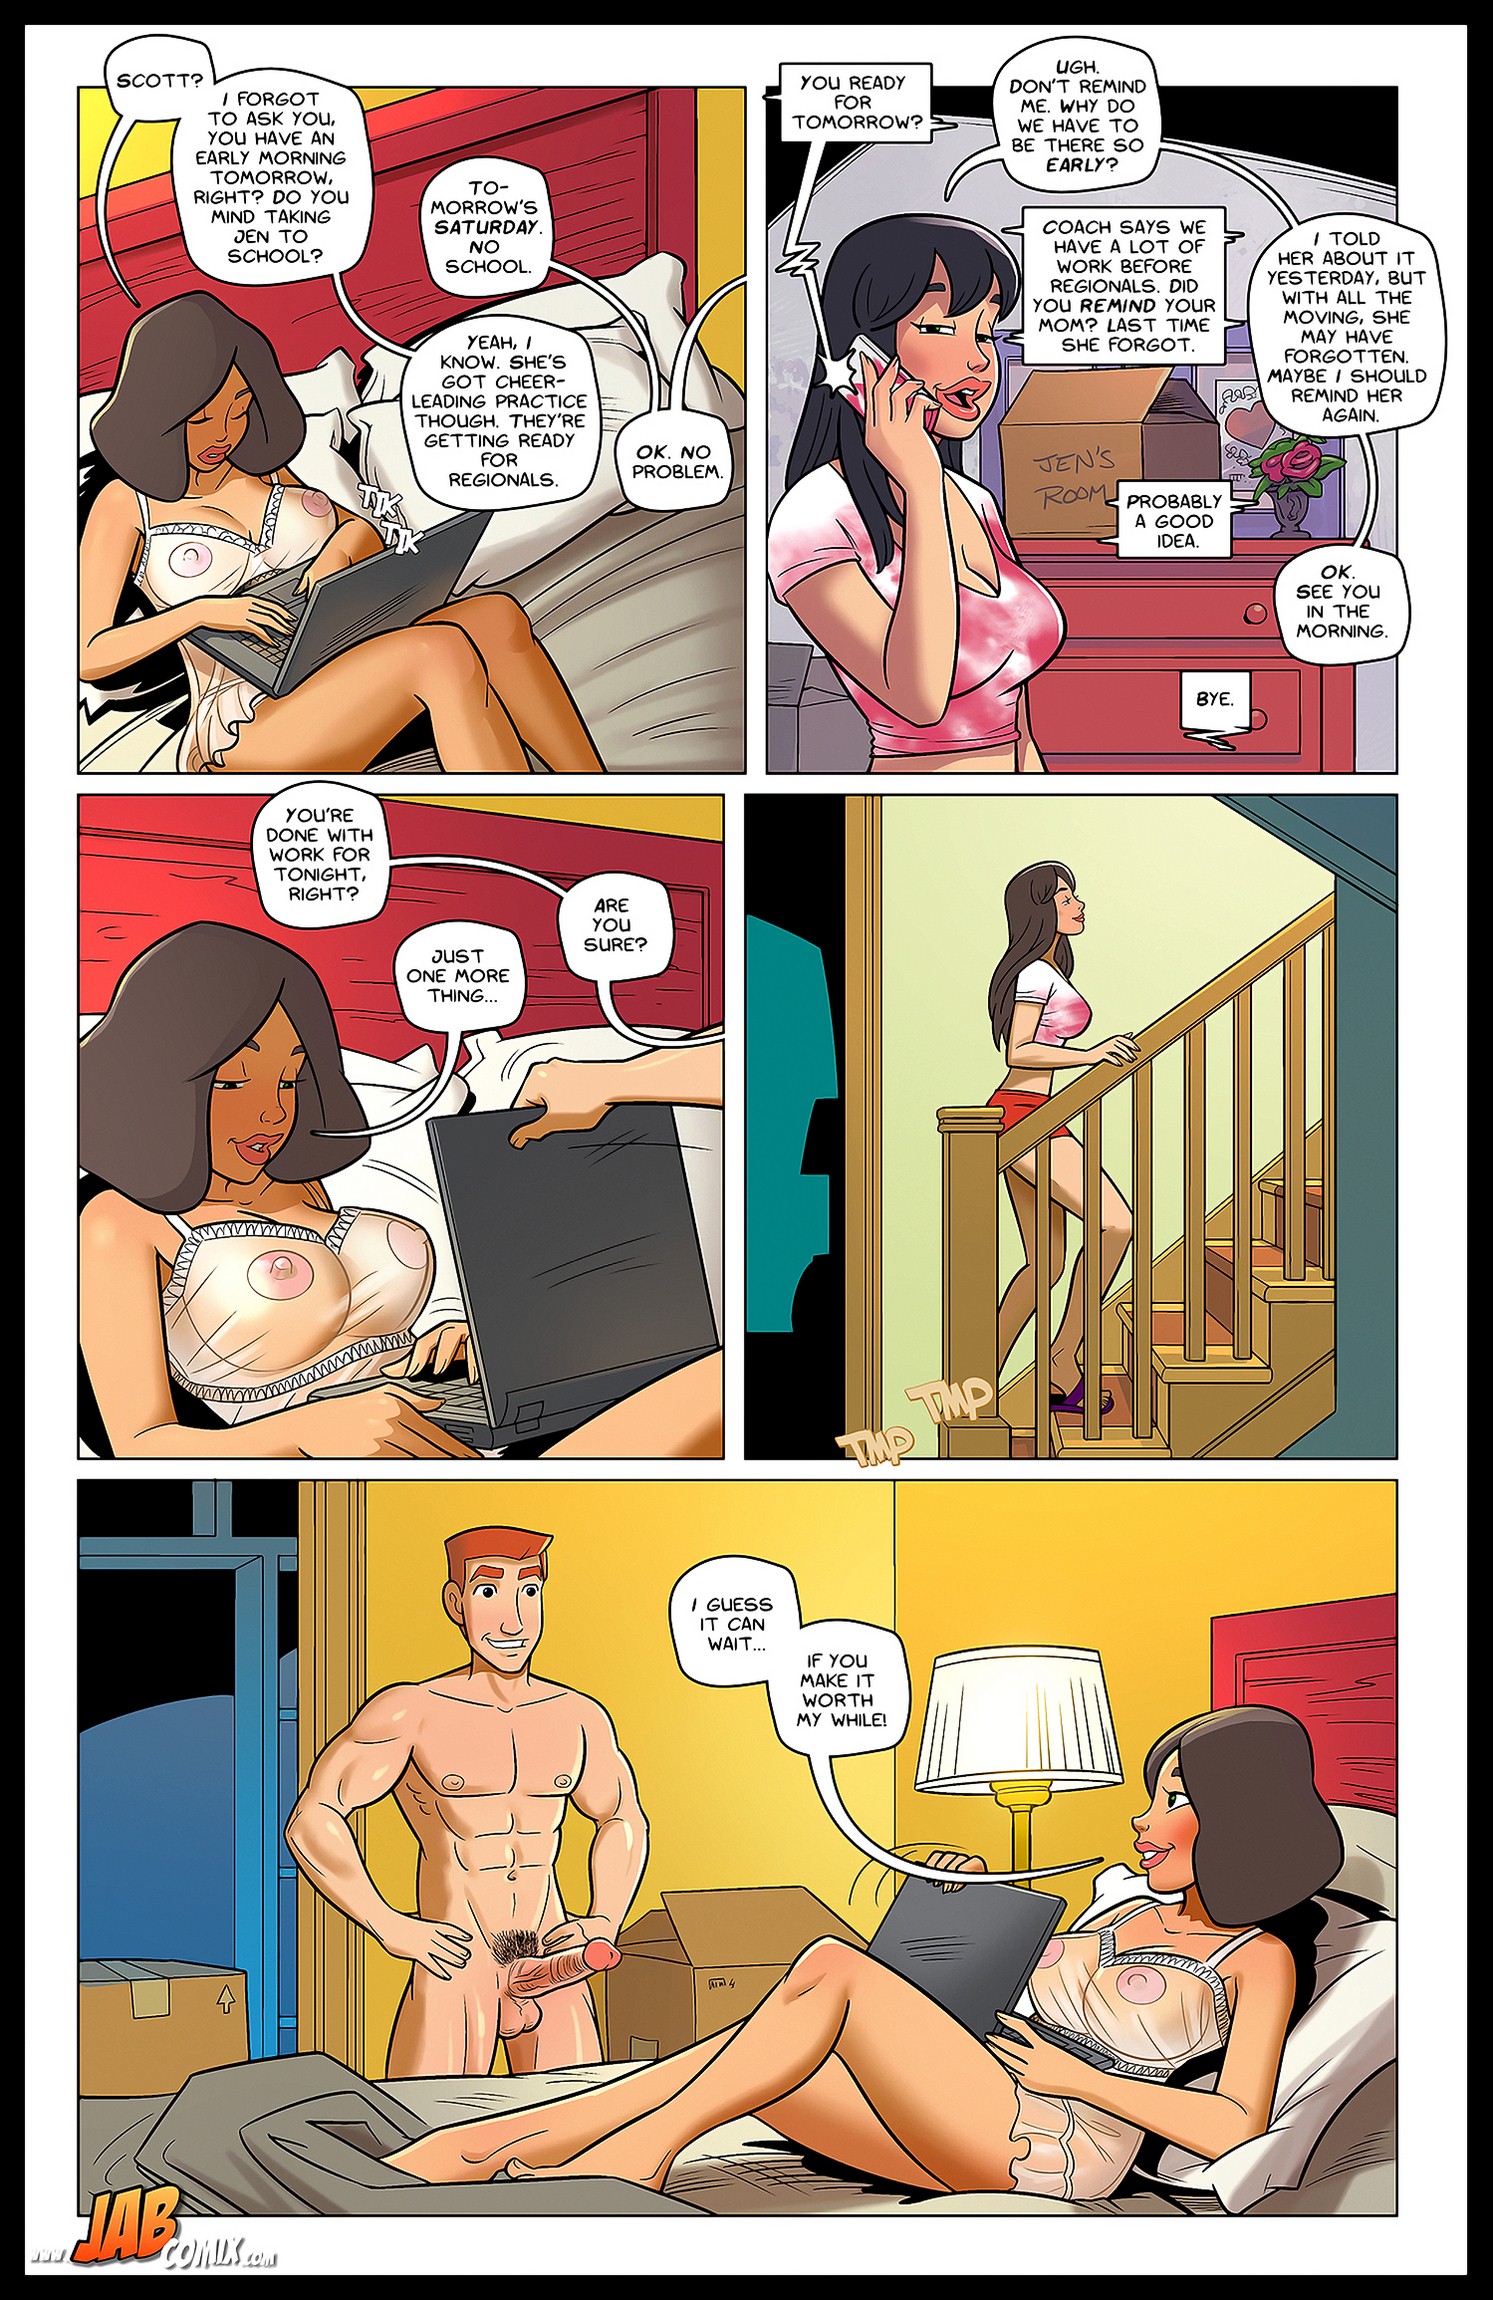 SCOTT?
I FORGOT
TO ASK YOU,
YOU HAVE AN
EARLY MORNING
TOMORROW,
RIGHT? DO YOU
MIND TAKING
JEN TO
SCHOOL?
TO-
MORROW'S
SATURDAY.
NO
SCHOOL.
YEAH, I
KNOW. SHE'S
GOT CHEER-
LEADING PRACTICE
THOUGH. THEY'RE
GETTING READY
FOR
REGIONALS.
OK. NO
PROBLEM.
TIK
TIK
YOU READY
FOR
TOMORROW?
UGH.
DON'T REMIND
ME. WHY DO
WE HAVE TO
BE THERE SO
EARLY?
COACH SAYS WE
HAVE A LOT OF
WORK BEFORE
REGIONALS. DID
YOU REMIND YOUR
MOM? LAST TIME
SHE FORGOT.
I TOLD
HER ABOUT IT
YESTERDAY, BUT
WITH ALL THE
MOVING, SHE
MAY HAVE
FORGOTTEN.
MAYBE I SHOULD
REMIND HER
AGAIN.
JEN'S
ROOM
PROBABLY
A GOOD
IDEA.
OK.
SEE YOU
IN THE
MORNING.
BYE.
YOU'RE
DONE WITH
WORK FOR
TONIGHT,
RIGHT?
JUST
ONE MORE
THING...
ARE
YOU
SURE?
TMP
TMP
I GUESS
IT CAN
WAIT...
IF YOU
MAKE IT
WORTH
MY WHILE!
www.JABCOMIX.com